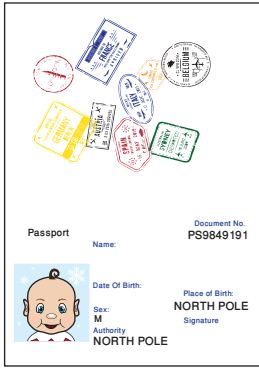 FRANCE
BELGIUM
ITALY
GERMANY
AUSTRIA
SPAIN
SYDNEY
Document No.
Passport
PS9849191
Name:
Date Of Birth:
Place of Birth:
Sex:
NORTH POLE
M
Signature
Authority
NORTH POLE